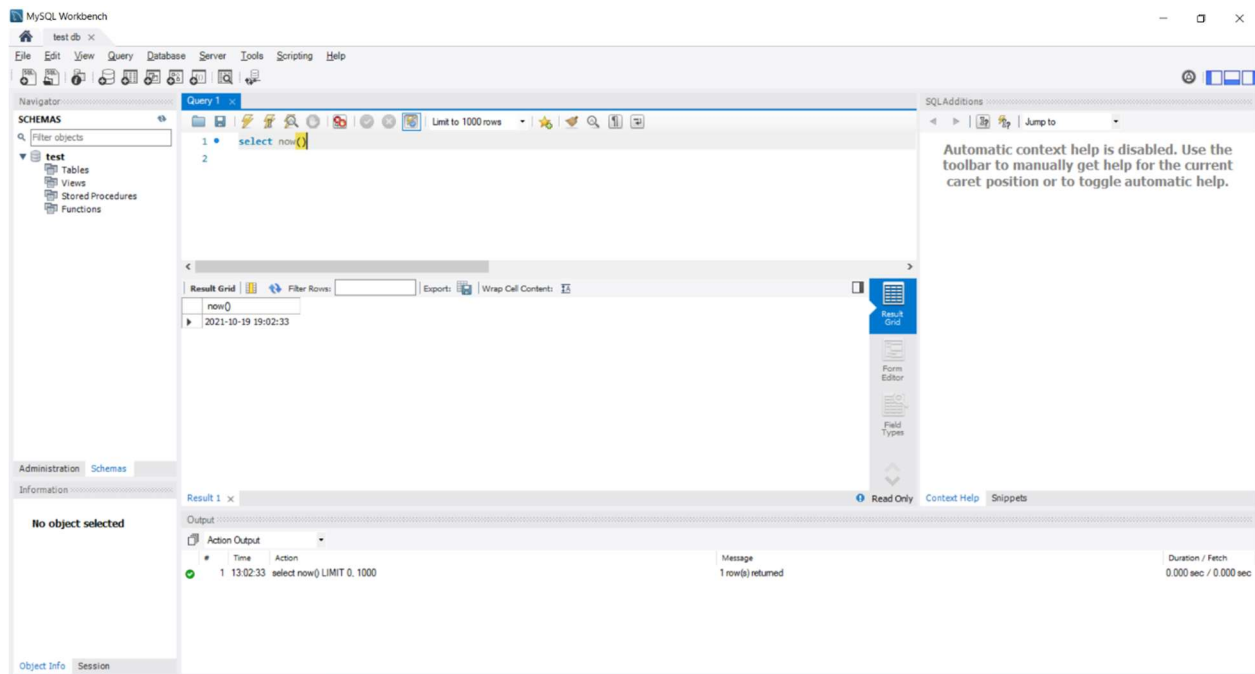 MySQL Workbench
test db
File Edit View Query Database Server Tools Scripting Help
Navigator
SCHEMAS
Filter objects
test
Tables
Views
Stored Procedures
Functions
Administration Schemas
Information
No object selected
Object Info Session
Query 1
Limit to 1000 rows
1 select now()
2
Result Grid Filter Rows: Export: Wrap Cell Content:
now()
2021-10-19 19:02:33
Result
Grid
Form
Editor
Field
Types
Result 1 Read Only
SQLAdditions
Jump to
Automatic context help is disabled. Use the
toolbar to manually get help for the current
caret position or to toggle automatic help.
Context Help Snippets
Output
Action Output
# Time Action Message Duration / Fetch
1 13:02:33 select now() LIMIT 0, 1000 1 row(s) returned 0.000 sec / 0.000 sec